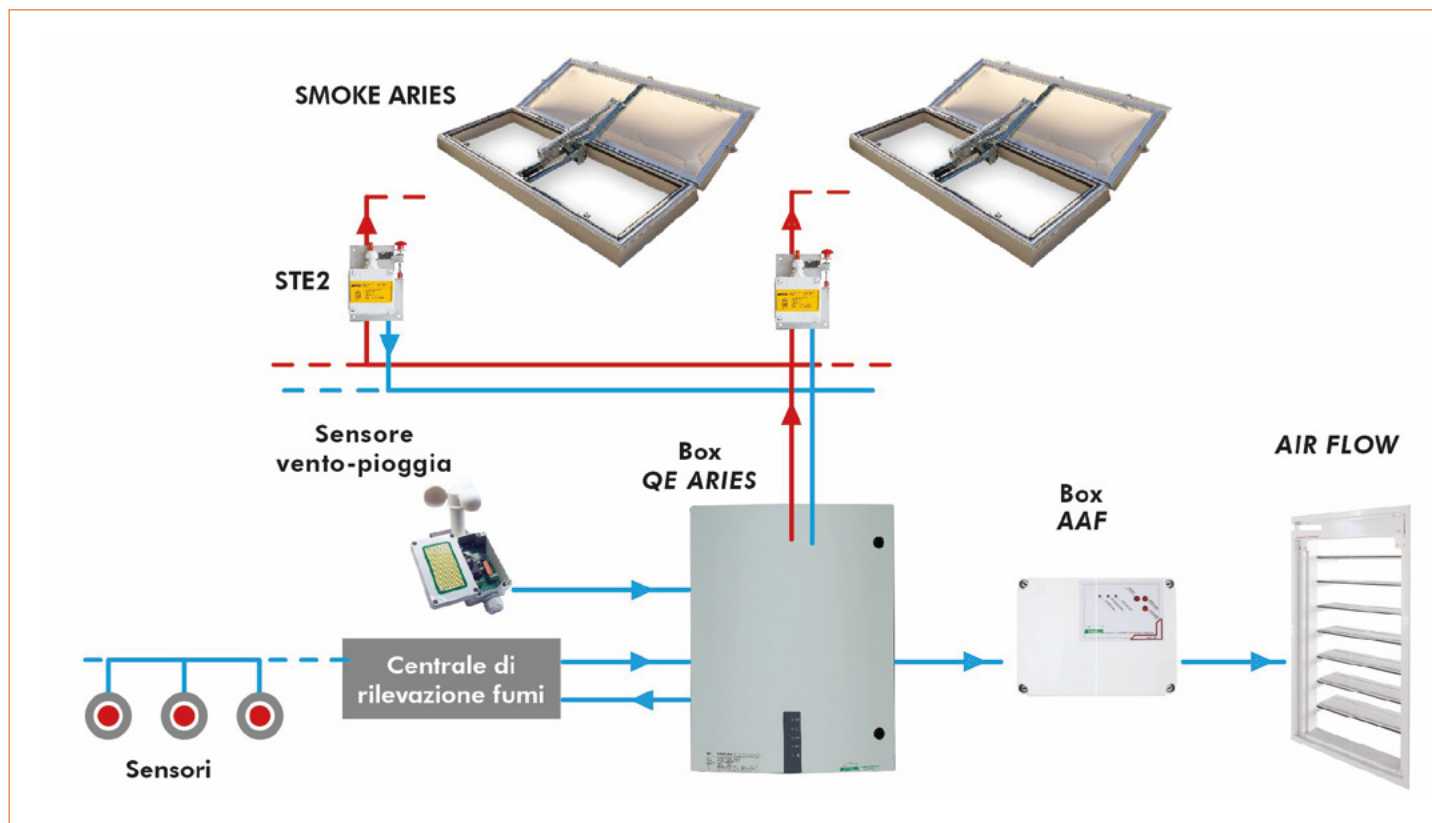 SMOKE ARIES
STE2
Sensore
vento-pioggia
Box
QE ARIES
Box
AAF
AIR FLOW
Centrale di
rilevazione fumi
Sensori